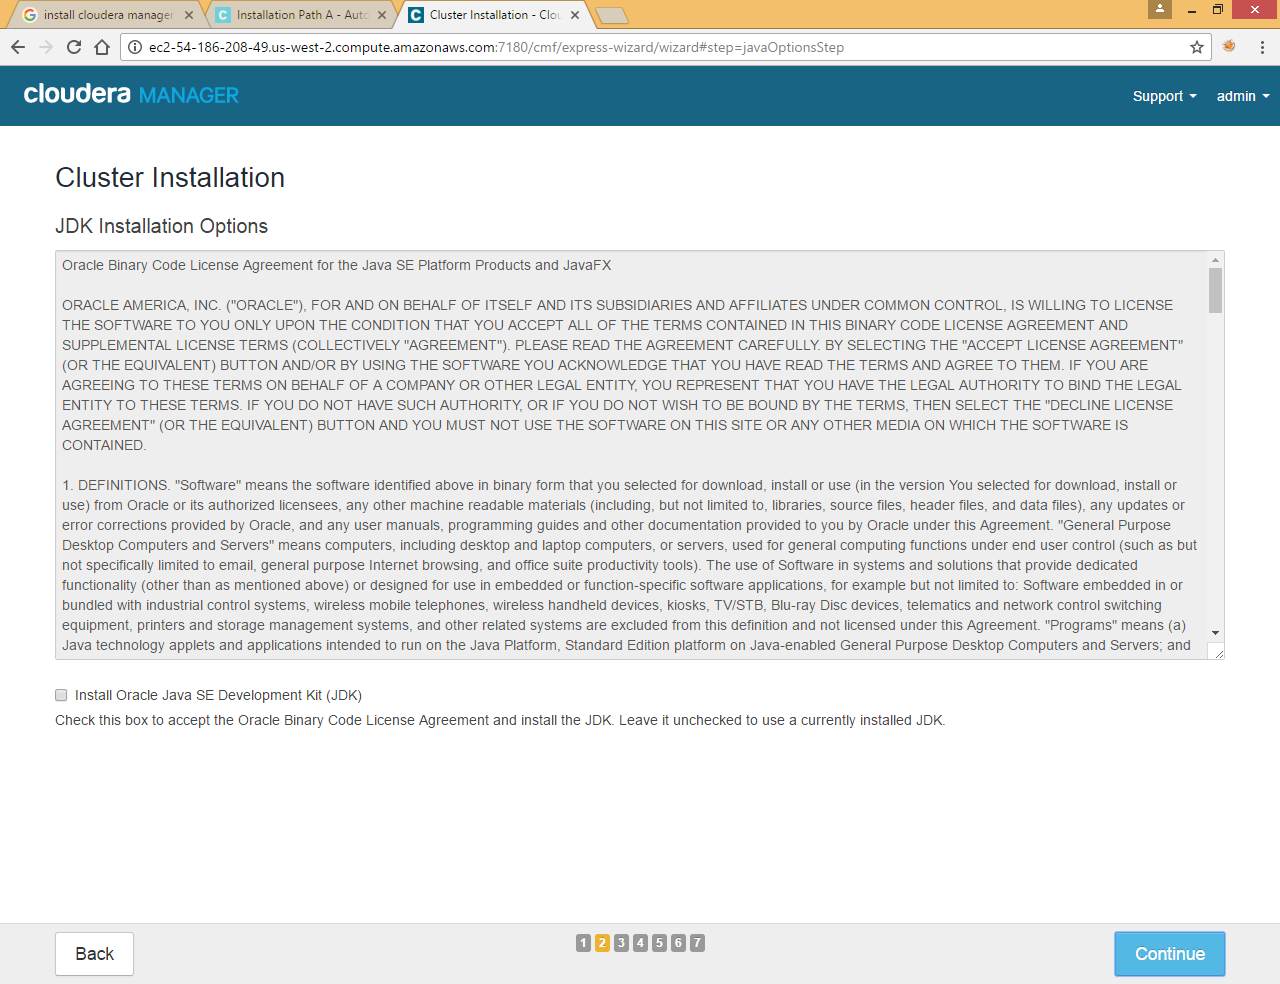 install cloudera manager
Installation Path A - Auto
Cluster Installation - Clou
ec2-54-186-208-49.us-west-2.compute.amazonaws.com:7180/cmf/express-wizard/wizard#step=javaOptionsStep
cloudera MANAGER
Support
admin
Cluster Installation
JDK Installation Options
Oracle Binary Code License Agreement for the Java SE Platform Products and JavaFX
ORACLE AMERICA, INC. ("ORACLE"), FOR AND ON BEHALF OF ITSELF AND ITS SUBSIDIARIES AND AFFILIATES UNDER COMMON CONTROL, IS WILLING TO LICENSE
THE SOFTWARE TO YOU ONLY UPON THE CONDITION THAT YOU ACCEPT ALL OF THE TERMS CONTAINED IN THIS BINARY CODE LICENSE AGREEMENT AND
SUPPLEMENTAL LICENSE TERMS (COLLECTIVELY "AGREEMENT"). PLEASE READ THE AGREEMENT CAREFULLY. BY SELECTING THE "ACCEPT LICENSE AGREEMENT"
(OR THE EQUIVALENT) BUTTON AND/OR BY USING THE SOFTWARE YOU ACKNOWLEDGE THAT YOU HAVE READ THE TERMS AND AGREE TO THEM. IF YOU ARE
AGREEING TO THESE TERMS ON BEHALF OF A COMPANY OR OTHER LEGAL ENTITY, YOU REPRESENT THAT YOU HAVE THE LEGAL AUTHORITY TO BIND THE LEGAL
ENTITY TO THESE TERMS. IF YOU DO NOT HAVE SUCH AUTHORITY, OR IF YOU DO NOT WISH TO BE BOUND BY THE TERMS, THEN SELECT THE "DECLINE LICENSE
AGREEMENT" (OR THE EQUIVALENT) BUTTON AND YOU MUST NOT USE THE SOFTWARE ON THIS SITE OR ANY OTHER MEDIA ON WHICH THE SOFTWARE IS
CONTAINED.
1. DEFINITIONS. "Software" means the software identified above in binary form that you selected for download, install or use (in the version You selected for download, install or
use) from Oracle or its authorized licensees, any other machine readable materials (including, but not limited to, libraries, source files, header files, and data files), any updates or
error corrections provided by Oracle, and any user manuals, programming guides and other documentation provided to you by Oracle under this Agreement. "General Purpose
Desktop Computers and Servers" means computers, including desktop and laptop computers, or servers, used for general computing functions under end user control (such as but
not specifically limited to email, general purpose Internet browsing, and office suite productivity tools). The use of Software in systems and solutions that provide dedicated
functionality (other than as mentioned above) or designed for use in embedded or function-specific software applications, for example but not limited to: Software embedded in or
bundled with industrial control systems, wireless mobile telephones, wireless handheld devices, kiosks, TV/STB, Blu-ray Disc devices, telematics and network control switching
equipment, printers and storage management systems, and other related systems are excluded from this definition and not licensed under this Agreement. "Programs" means (a)
Java technology applets and applications intended to run on the Java Platform, Standard Edition platform on Java-enabled General Purpose Desktop Computers and Servers; and
Install Oracle Java SE Development Kit (JDK)
Check this box to accept the Oracle Binary Code License Agreement and install the JDK. Leave it unchecked to use a currently installed JDK.
Back
1 2 3 4 5 6 7
Continue